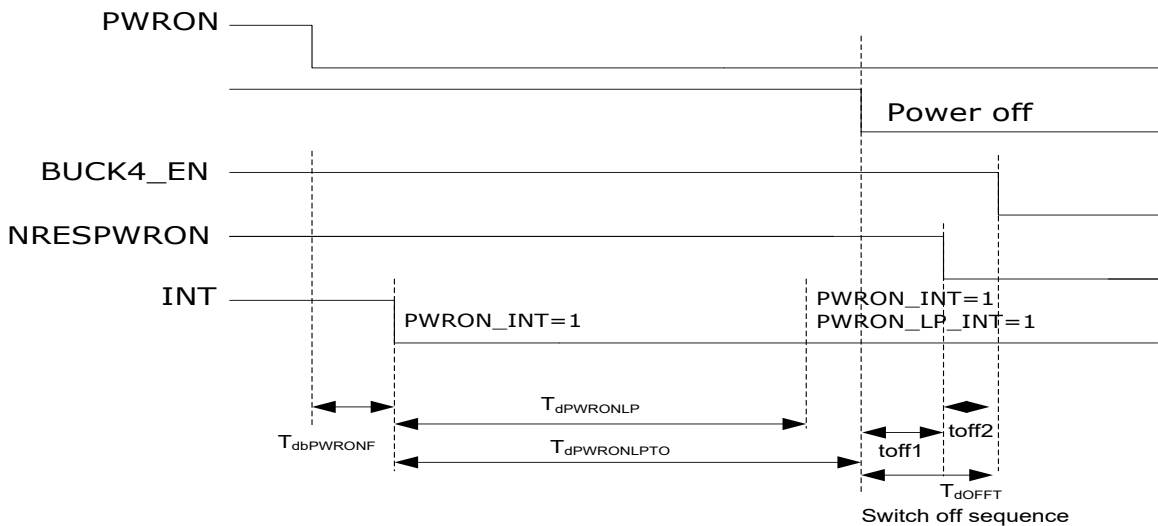 PWRON
Power off
BUCK4_EN
NRESPWRON
INT
PWRON_INT=1
PWRON_INT=1
PWRON_LP_INT=1
TdbPWRONF
TdPWRONLP
TdPWRONLPTO
toff1
toff2
TdOFFT
Switch off sequence